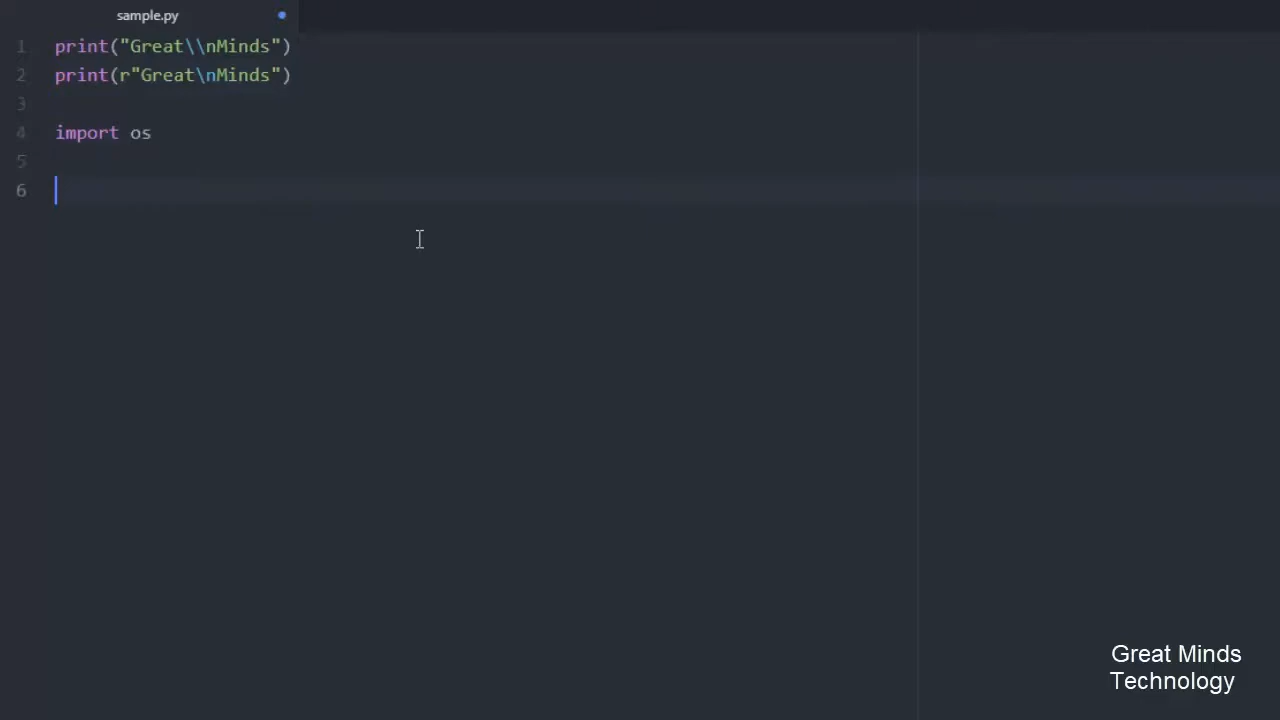 sample.py
1 print("Great\\nMinds")
2 print(r"Great\nMinds")
3
4 import os
5
6
Great Minds
Technology